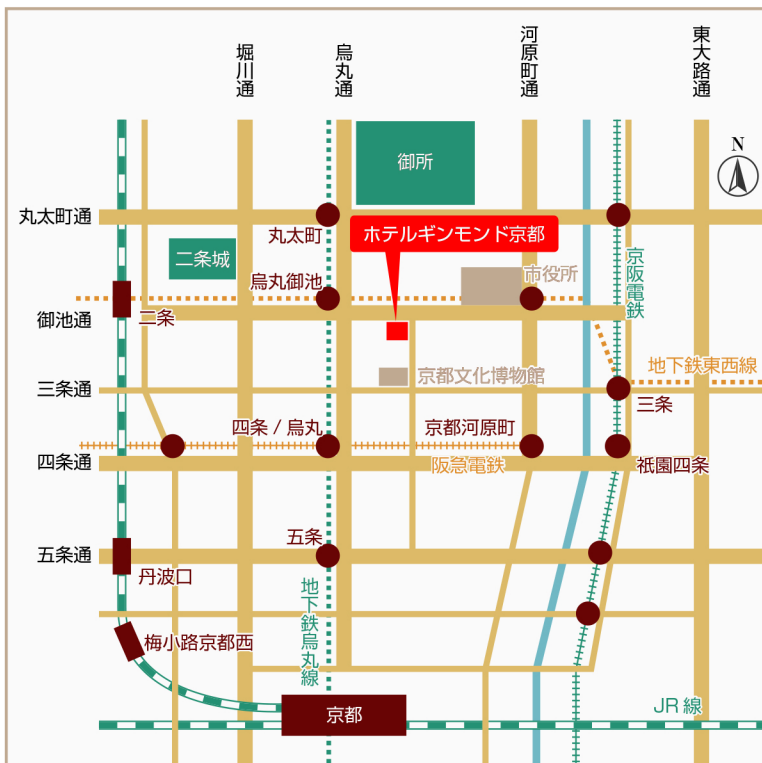 堀川通
烏丸通
河原町通
東大路通
N
御所
丸太町通
丸太町
ホテルギンモンド京都
二条城
烏丸御池
市役所
京阪電鉄
御池通
二条
地下鉄東西線
京都文化博物館
三条通
三条
四条 / 烏丸
京都河原町
四条通
阪急電鉄
祇園四条
五条
五条通
丹波口
地下鉄烏丸線
梅小路京都西
京都
JR線